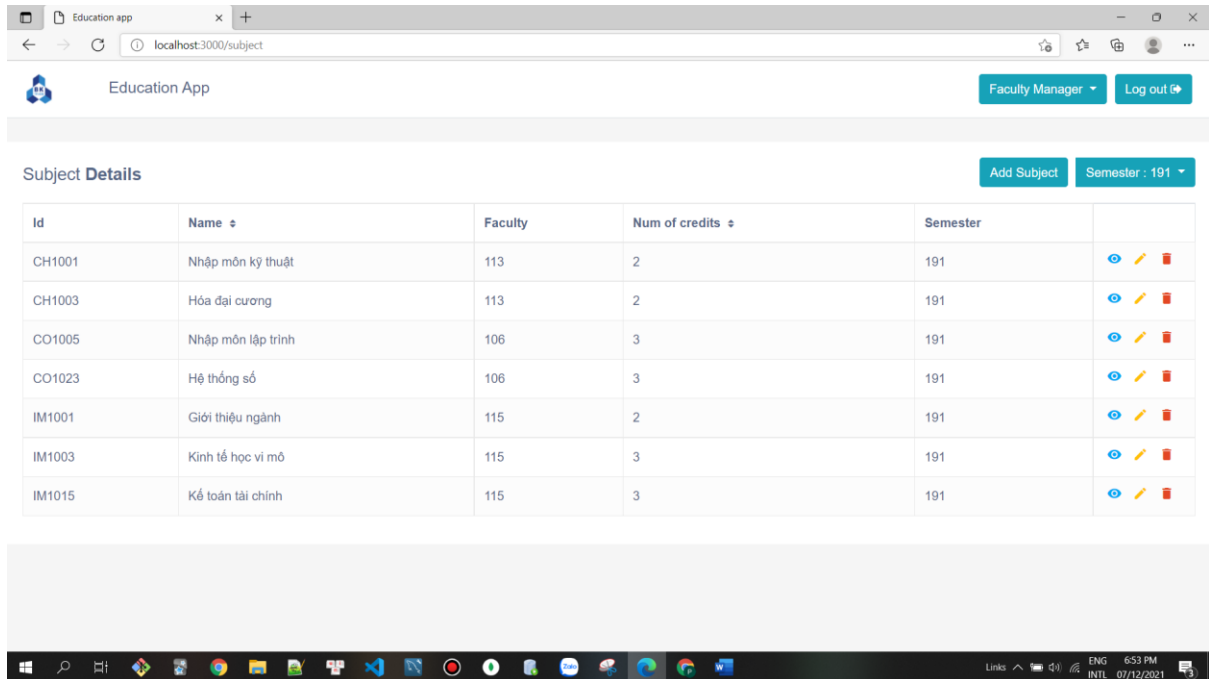 Education app
localhost:3000/subject
Education App
Faculty Manager
Log out
Subject Details
Add Subject
Semester : 191
Id Name Faculty Num of credits Semester
CH1001 Nhập môn kỹ thuật 113 2 191
CH1003 Hóa đại cương 113 2 191
CO1005 Nhập môn lập trình 106 3 191
CO1023 Hệ thống số 106 3 191
IM1001 Giới thiệu ngành 115 2 191
IM1003 Kinh tế học vi mô 115 3 191
IM1015 Kế toán tài chính 115 3 191
Zalo
Links
ENG
INTL
6:53 PM
07/12/2021
3